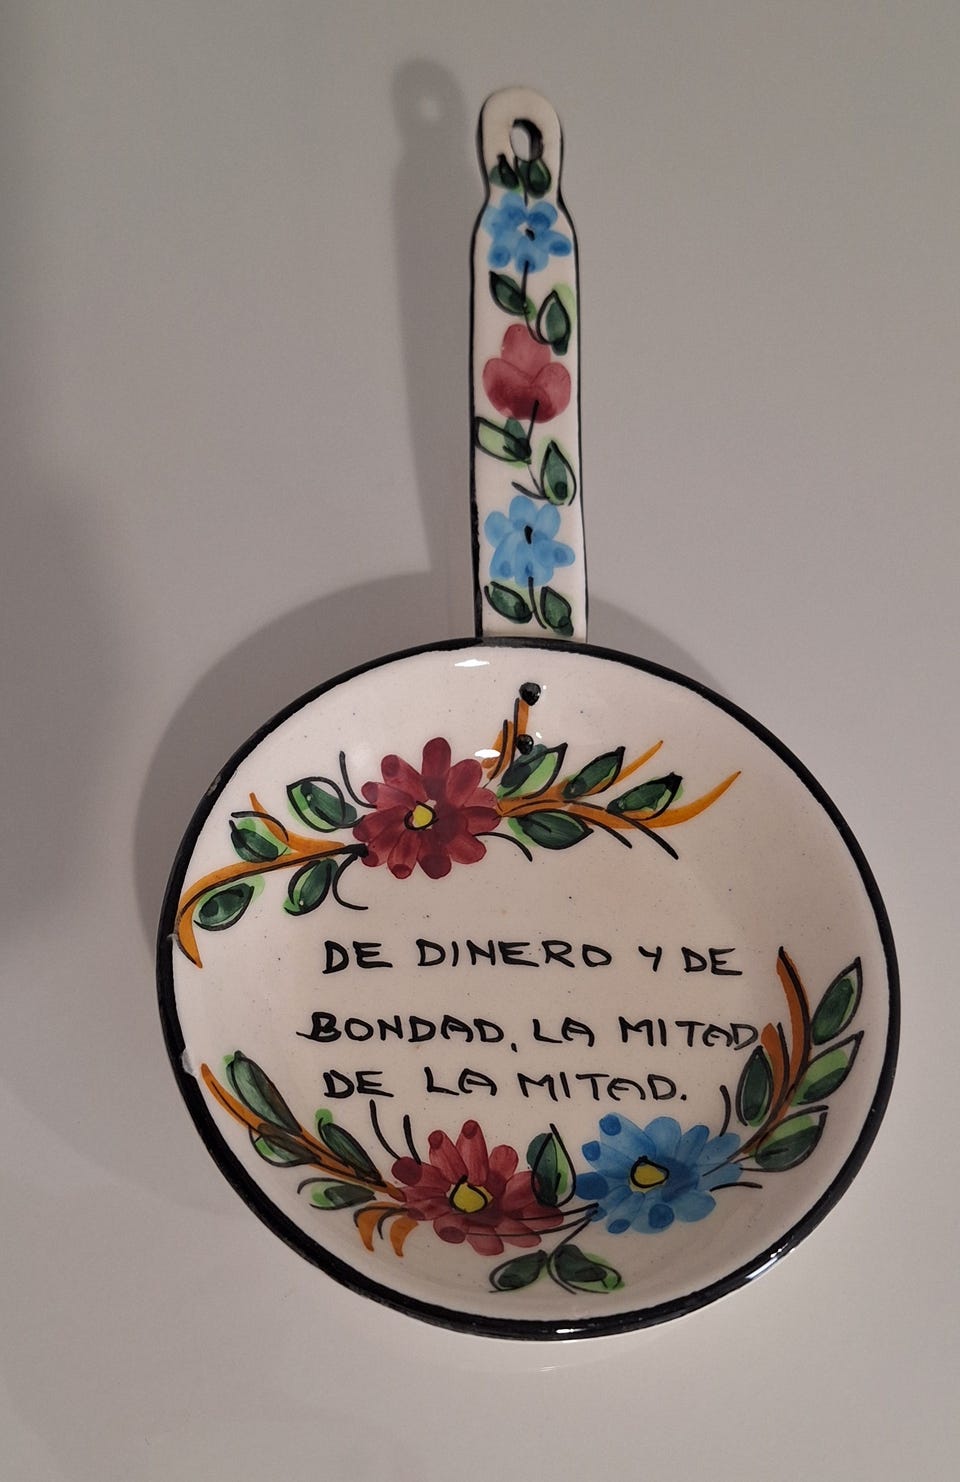 DE DINERO Y DE
BONDAD, LA MITAD
DE LA MITAD.